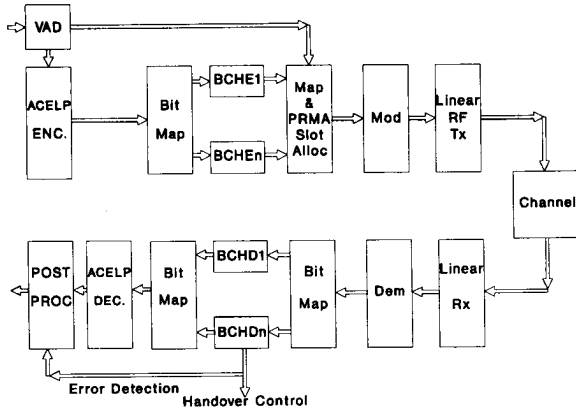 VAD
ACELP
ENC.
Bit
Map
BCHE1
BCHEn
Map
&
PRMA
Slot
Alloc
Mod
Linear
RF
Tx
Channel
POST
PROC
ACELP
DEC.
Bit
Map
BCHD1
BCHDn
Bit
Map
Dem
Linear
Rx
Error Detection
Handover Control